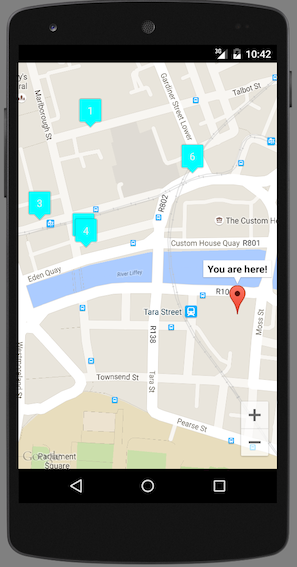 3G 10:42
y's
ral
Marlborough St
Gardiner Street Lower
Talbot St
1
6
3
4
R802
The Custom H
Custom House Quay R801
Eden Quay
River Liffey
You are here!
R10
Tara Street
Moss St
R138
Townsend St
Tara St
Pearse St
Parliament
Square
Google
+
−